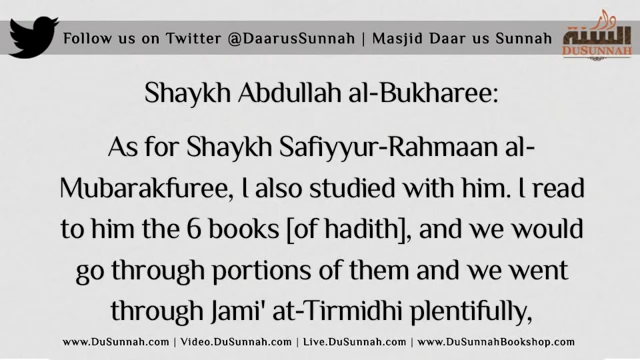 Follow us on Twitter @DaarusSunnah | Masjid Daar us Sunnah
دار
السنة
DUSUNNAH
Shaykh Abdullah al-Bukharee:
As for Shaykh Safiyyur-Rahmaan al-
Mubarakfuree, I also studied with him. I read
to him the 6 books [of hadith], and we would
go through portions of them and we went
through Jami' at-Tirmidhi plentifully,
www.DuSunnah.com | Video.DuSunnah.com | Live.DuSunnah.com | www.DuSunnahBookshop.com